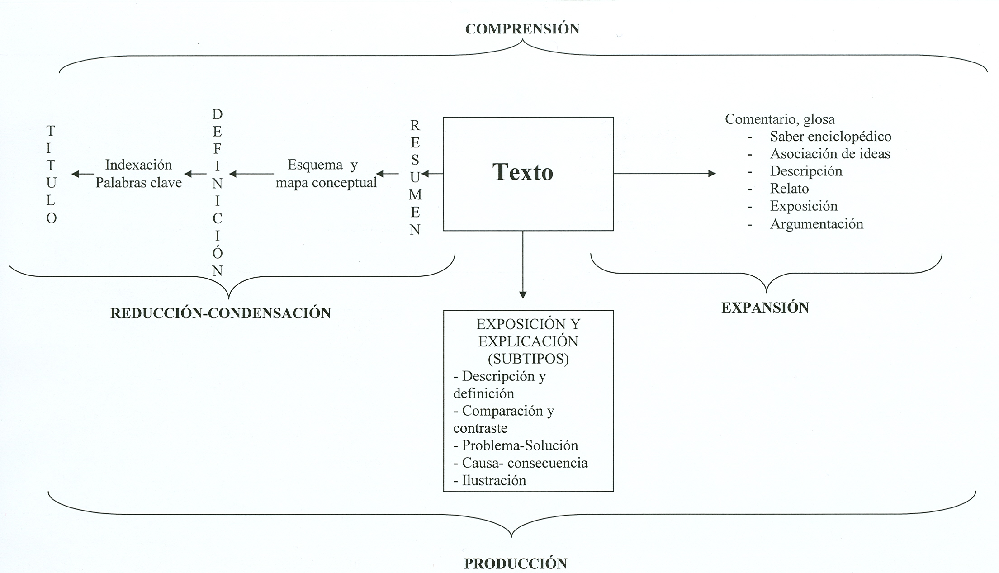 COMPRENSIÓN
TITULO
Indexación
Palabras clave
DEFINICIÓN
Esquema y
mapa conceptual
RESUMEN
Texto
Comentario, glosa
- Saber enciclopédico
- Asociación de ideas
- Descripción
- Relato
- Exposición
- Argumentación
REDUCCIÓN-CONDENSACIÓN
EXPANSIÓN
EXPOSICIÓN Y
EXPLICACIÓN
(SUBTIPOS)
- Descripción y
definición
- Comparación y
contraste
- Problema-Solución
- Causa- consecuencia
- Ilustración
PRODUCCIÓN